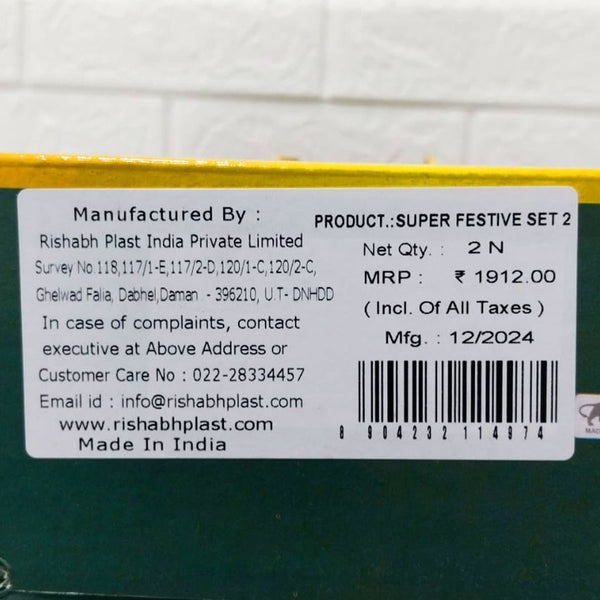 Manufactured By :
Rishabh Plast India Private Limited
Survey No.118,117/1-E,117/2-D,120/1-C,120/2-C,
Ghelwad Falia, Dabhel,Daman . - 396210, U.T- DNHDD
In case of complaints, contact
executive at Above Address or
Customer Care No : 022-28334457
Email id : info@rishabhplast.com
www.rishabhplast.com
Made In India
PRODUCT.:SUPER FESTIVE SET 2
Net Qty. : 2 N
MRP : ₹ 1912.00
( Incl. Of All Taxes )
Mfg. : 12/2024
8 904232 114974